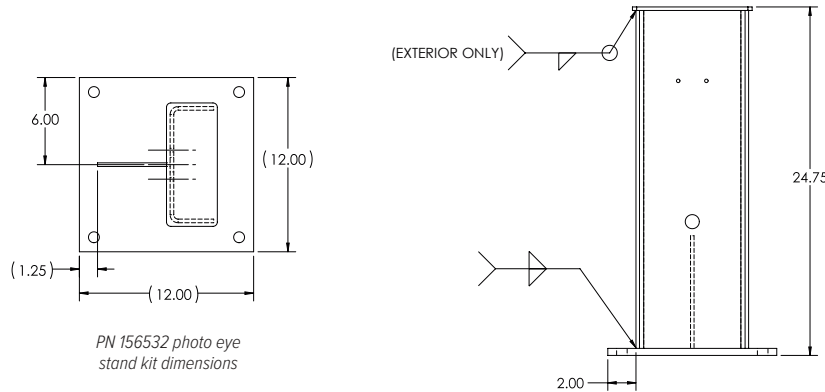 (EXTERIOR ONLY)
6.00
(12.00)
24.75
(1.25)
(12.00)
PN 156532 photo eye
stand kit dimensions
2.00